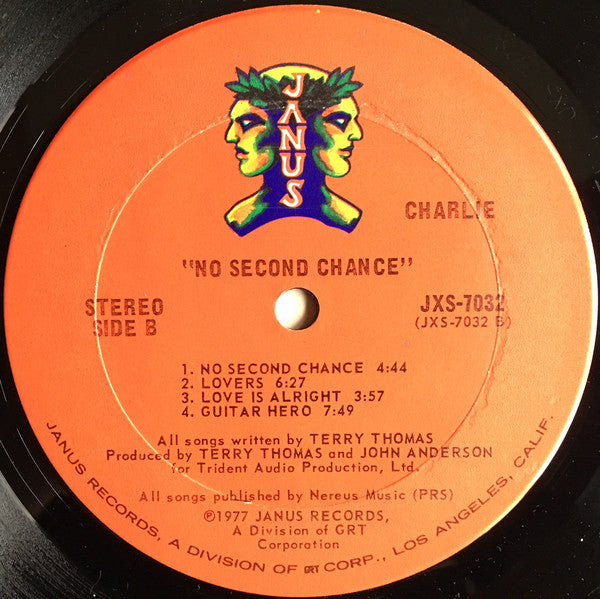 JANUS
CHARLIE
"NO SECOND CHANCE"
STEREO
SIDE B
JXS-7032
(JXS-7032 B)
1. NO SECOND CHANCE 4:44
2. LOVERS 6:27
3. LOVE IS ALRIGHT 3:57
4. GUITAR HERO 7:49
All songs written by TERRY THOMAS
Produced by TERRY THOMAS and JOHN ANDERSON
for Trident Audio Production, Ltd.
All songs published by Nereus Music (PRS)
℗1977 JANUS RECORDS,
A Division of GRT
Corporation
JANUS RECORDS, A DIVISION OF GRT CORP., LOS ANGELES, CALIF.